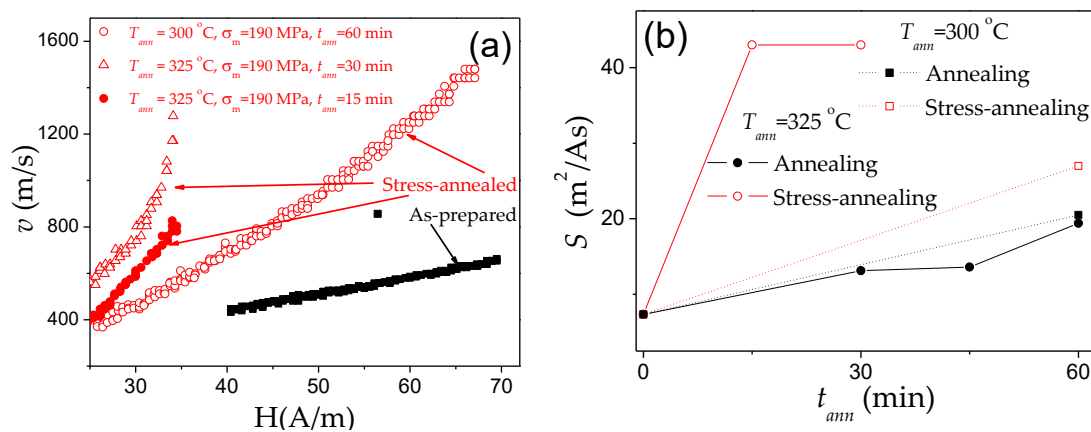 (a)
T_ann = 300 °C, σ_m=190 MPa, t_ann=60 min
T_ann = 325 °C, σ_m=190 MPa, t_ann=30 min
T_ann = 325 °C, σ_m=190 MPa, t_ann=15 min
1600
1200
800
400
v (m/s)
Stress-annealed
As-prepared
30 40 50 60 70
H(A/m)
(b)
T_ann=300 °C
Annealing
Stress-annealing
T_ann=325 °C
Annealing
Stress-annealing
40
20
S (m²/As)
0 30 60
t_ann (min)